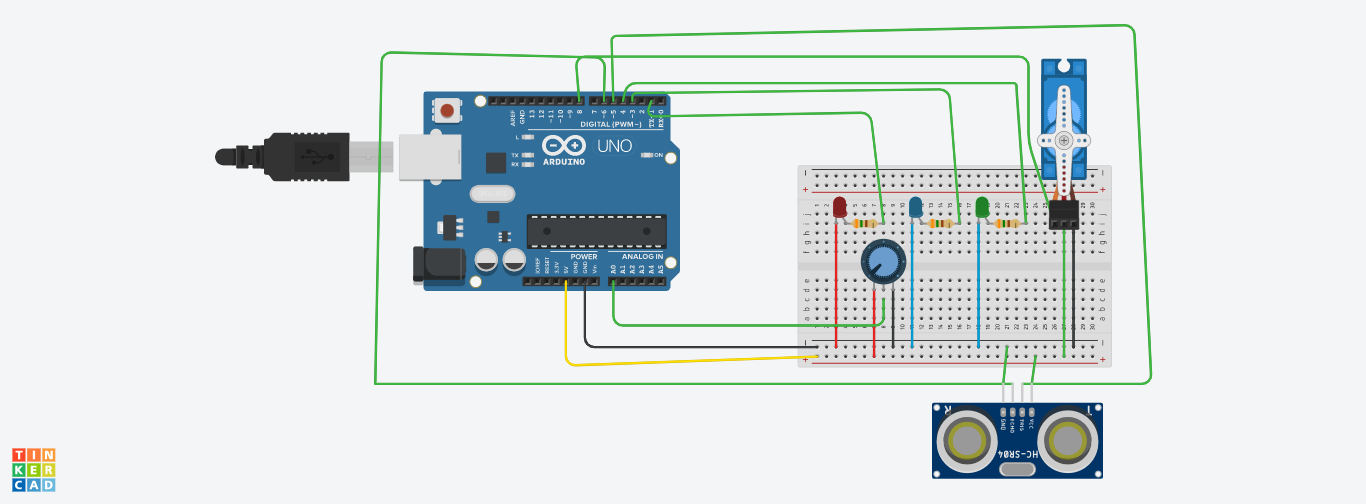 AREF
GND
13
12
~11
~10
~9
8
7
~6
~5
4
~3
2
TX→1
RX←0
DIGITAL (PWM~)
L
TX
RX
ARDUINO
UNO
ON
POWER
ANALOG IN
IOREF
RESET
3.3V
5V
GND
GND
Vin
A0
A1
A2
A3
A4
A5
GND
ECHO
TRIG
VCC
HC-SR04
R
T
TIN
KER
CAD